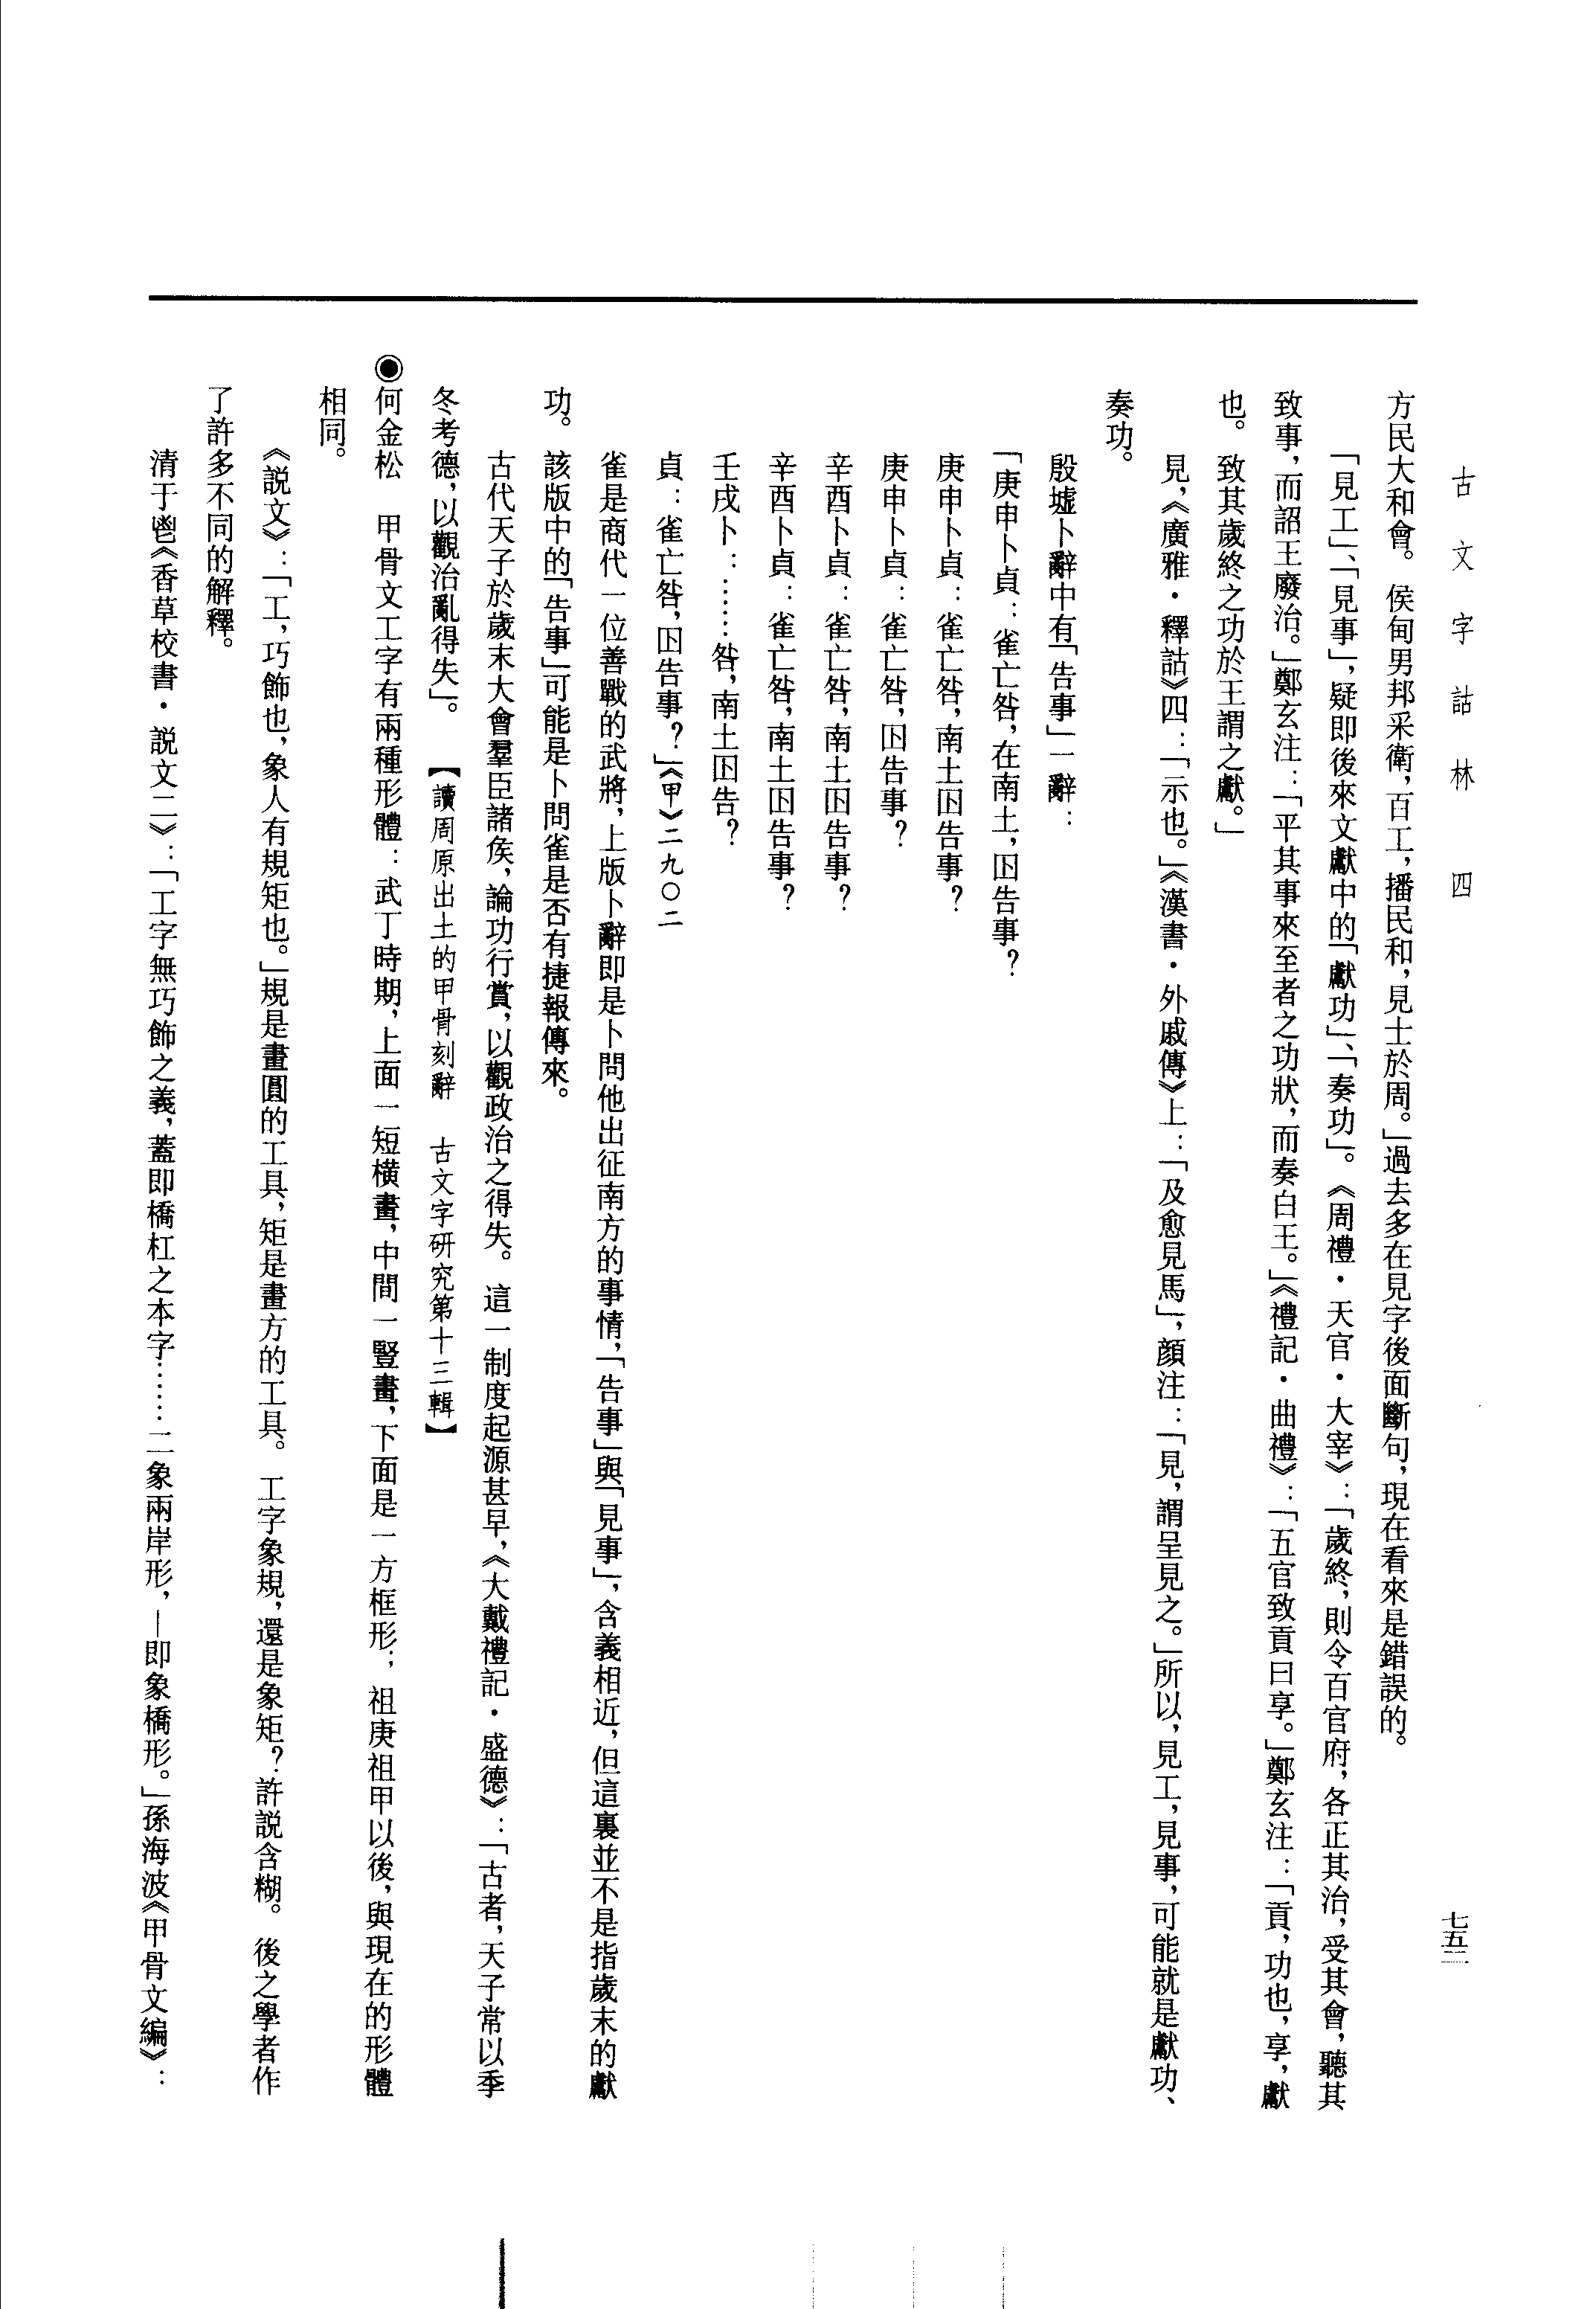 古文字詁林 四
七五二
方民大和會。侯甸男邦采衛，百工，播民和，見士於周。」過去多在見字後面斷句，現在看來是錯誤的。
「見工」、「見事」，疑即後來文獻中的「獻功」、「奏功」。《周禮・天官・大宰》：「歲終，則令百官府，各正其治，受其會，聽其
致事，而詔王廢治。」鄭玄注：「平其事來至者之功狀，而奏白王。」《禮記・曲禮》：「五官致貢曰享。」鄭玄注：「貢，功也，享，獻
也。致其歲終之功於王謂之獻。」
見，《廣雅・釋詁》四：「示也。」《漢書・外戚傳》上：「及愈見馬」，顏注：「見，謂呈見之。」所以，見工，見事，可能就是獻功、
奏功。
殷墟卜辭中有「告事」一辭：
「庚申卜貞：雀亡咎，在南土，囚告事？
庚申卜貞：雀亡咎，南土囚告事？
庚申卜貞：雀亡咎，囚告事？
辛酉卜貞：雀亡咎，南土囚告事？
辛酉卜貞：雀亡咎，南土囚告事？
壬戌卜：……咎，南土囚告？
貞：雀亡咎，囚告事？」《甲》二九〇二
雀是商代一位善戰的武將，上版卜辭即是卜問他出征南方的事情，「告事」與「見事」，含義相近，但這裏並不是指歲末的獻
功。該版中的「告事」可能是卜問雀是否有捷報傳來。
古代天子於歲末大會羣臣諸侯，論功行賞，以觀政治之得失。這一制度起源甚早，《大戴禮記・盛德》：「古者，天子常以季
冬考德，以觀治亂得失」。【讀周原出土的甲骨刻辭 古文字研究第十三輯】
◉何金松 甲骨文工字有兩種形體：武丁時期，上面一短橫畫，中間一豎畫，下面是一方框形；祖庚祖甲以後，與現在的形體
相同。
《説文》：「工，巧飾也，象人有規矩也。」規是畫圓的工具，矩是畫方的工具。工字象規，還是象矩？許説含糊。後之學者作
了許多不同的解釋。
清于鬯《香草校書・説文二》：「工字無巧飾之義，蓋即橋杠之本字……二象兩岸形，丨即象橋形。」孫海波《甲骨文編》：